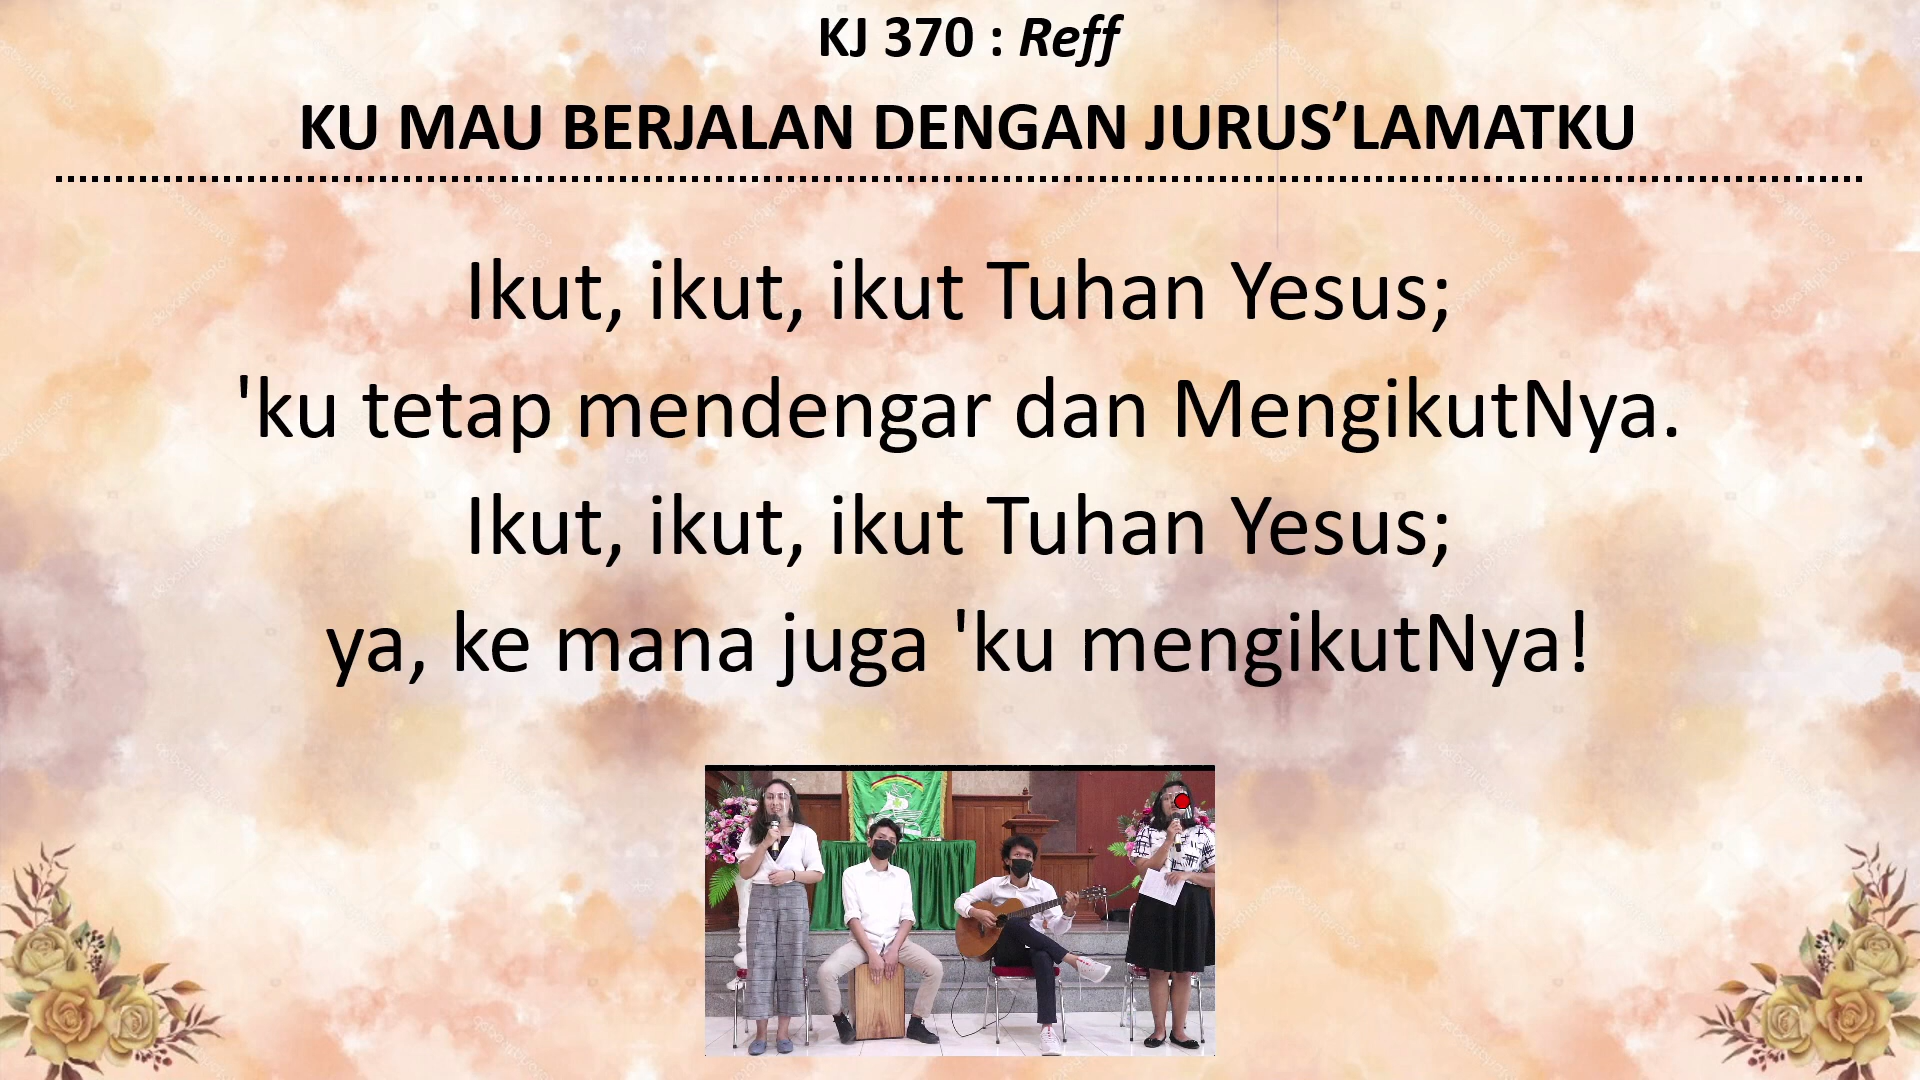 KJ 370 : Reff
KU MAU BERJALAN DENGAN JURUS’LAMATKU
Ikut, ikut, ikut Tuhan Yesus;
'ku tetap mendengar dan MengikutNya.
Ikut, ikut, ikut Tuhan Yesus;
ya, ke mana juga 'ku mengikutNya!